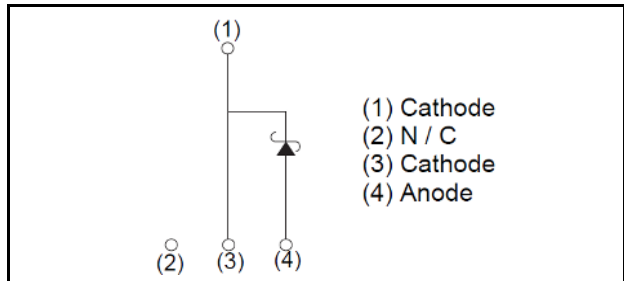 (1)
(1) Cathode
(2) N / C
(3) Cathode
(4) Anode
(2) (3) (4)